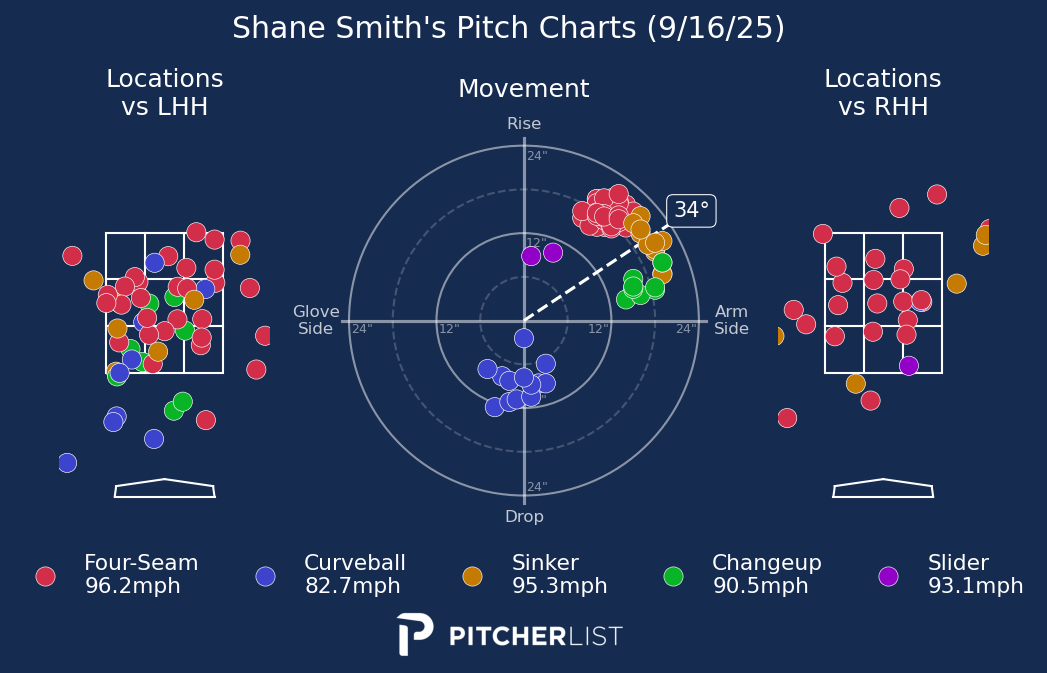 Shane Smith's Pitch Charts (9/16/25)
Locations
vs LHH
Movement
Locations
vs RHH
Rise
24"
34°
12"
Glove
Side
24"
12"
12"
24"
Arm
Side
"
24"
Drop
Four-Seam
96.2mph
Curveball
82.7mph
Sinker
95.3mph
Changeup
90.5mph
Slider
93.1mph
PITCHERLIST